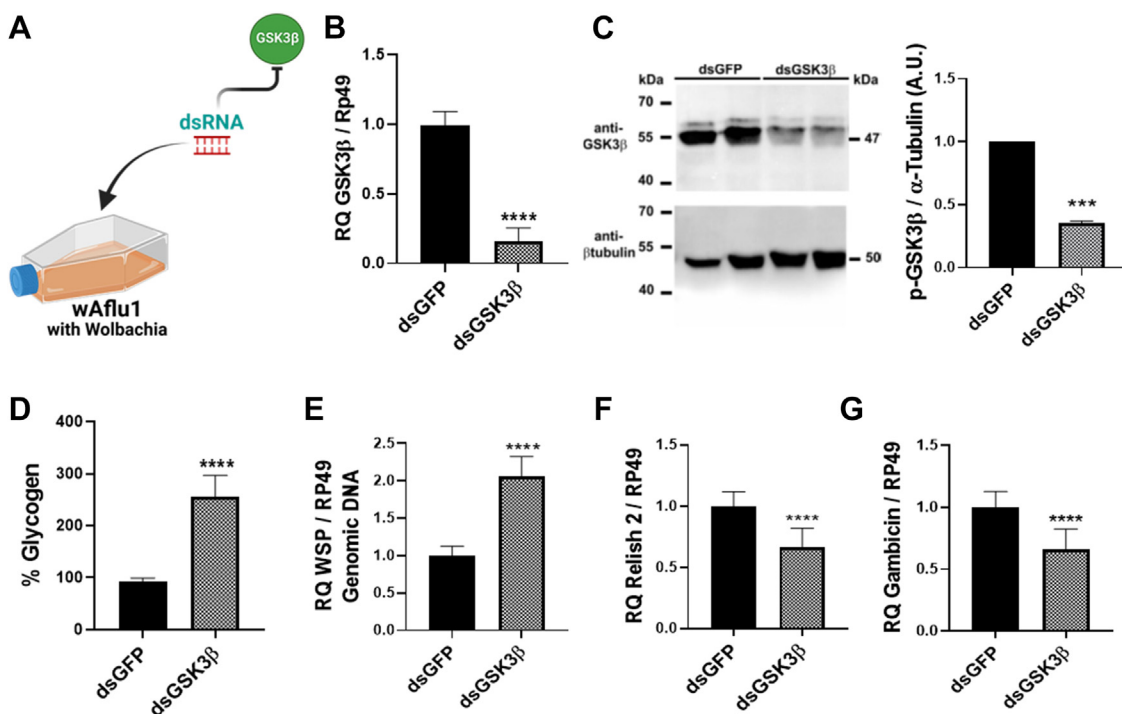 A
GSK3β
dsRNA
wAflu1
with Wolbachia
B
RQ GSK3β / Rp49
1.5
1.0
0.5
0.0
****
dsGFP
dsGSK3β
C
dsGFP
dsGSK3β
kDa
kDa
70
anti-
GSK3β
55
47
40
70
anti-
βtubulin
55
50
40
p-GSK3β / α-Tubulin (A.U.)
1.5
1.0
0.5
0.0
***
dsGFP
dsGSK3β
D
% Glycogen
400
300
200
100
0
****
dsGFP
dsGSK3β
E
RQ WSP / RP49
Genomic DNA
2.5
2.0
1.5
1.0
0.5
0.0
****
dsGFP
dsGSK3β
F
RQ Relish 2 / RP49
1.5
1.0
0.5
0.0
****
dsGFP
dsGSK3β
G
RQ Gambicin / RP49
1.5
1.0
0.5
0.0
****
dsGFP
dsGSK3β